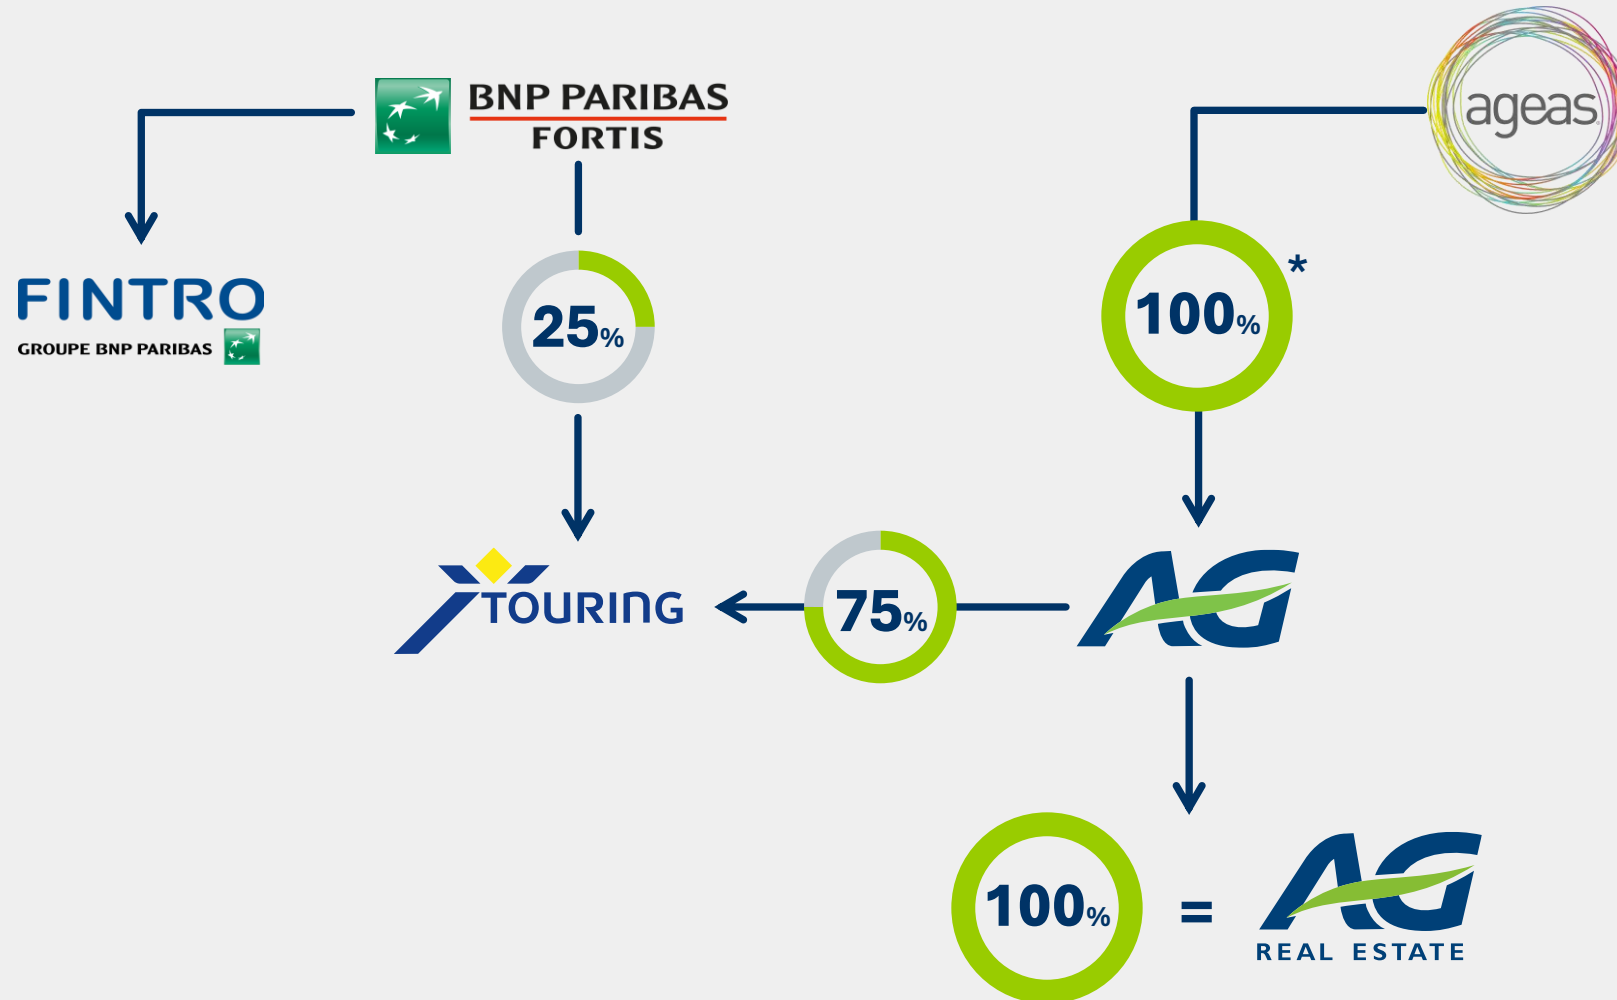 BNP PARIBAS
FORTIS
ageas
FINTRO
GROUPE BNP PARIBAS
25%
100%*
TOURING
75%
AG
100%
=
AG
REAL ESTATE